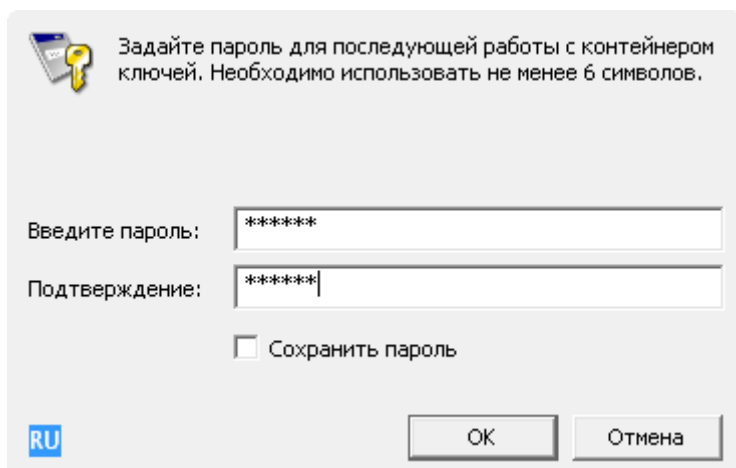 Задайте пароль для последующей работы с контейнером
ключей. Необходимо использовать не менее 6 символов.
Введите пароль: ******
Подтверждение: ******
Сохранить пароль
RU OK Отмена